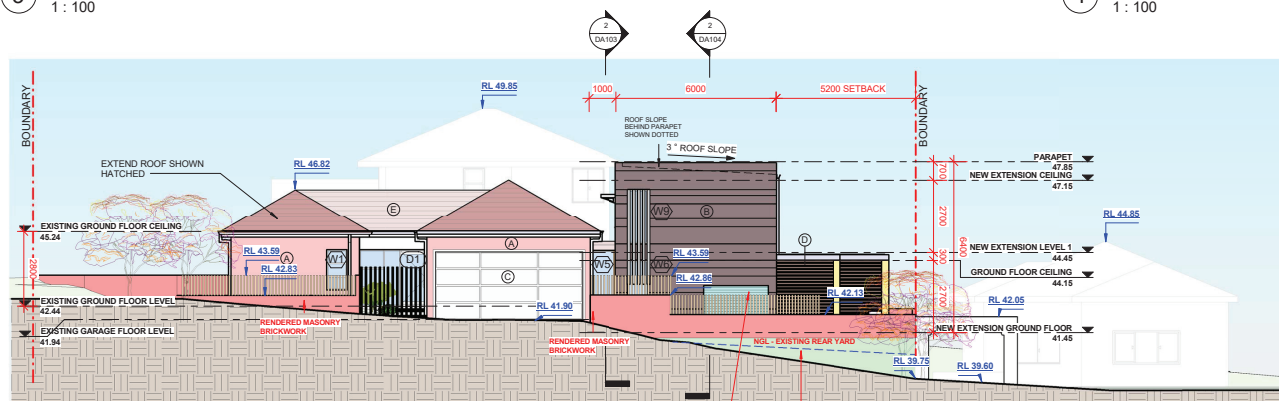 1 : 100
1 : 100
2
DA103
2
DA104
BOUNDARY
RL 49.85
1000
6000
5200 SETBACK
BOUNDARY
ROOF SLOPE
BEHIND PARAPET
SHOWN DOTTED
3 ° ROOF SLOPE
EXTEND ROOF SHOWN
HATCHED
RL 46.82
PARAPET
47.85
700
NEW EXTENSION CEILING
47.15
E
W9
B
2700
6400
RL 44.85
EXISTING GROUND FLOOR CEILING
45.24
A
D
NEW EXTENSION LEVEL 1
44.45
300
GROUND FLOOR CEILING
44.15
2800
RL 43.59
A
W1
D1
W5
W6
RL 43.59
RL 42.83
C
RL 42.86
2700
RL 42.13
RL 42.05
EXISTING GROUND FLOOR LEVEL
42.44
RL 41.90
RENDERED MASONRY
BRICKWORK
EXISTING GARAGE FLOOR LEVEL
41.94
RENDERED MASONRY
BRICKWORK
NGL - EXISTING REAR YARD
NEW EXTENSION GROUND FLOOR
41.45
RL 39.75
RL 39.60